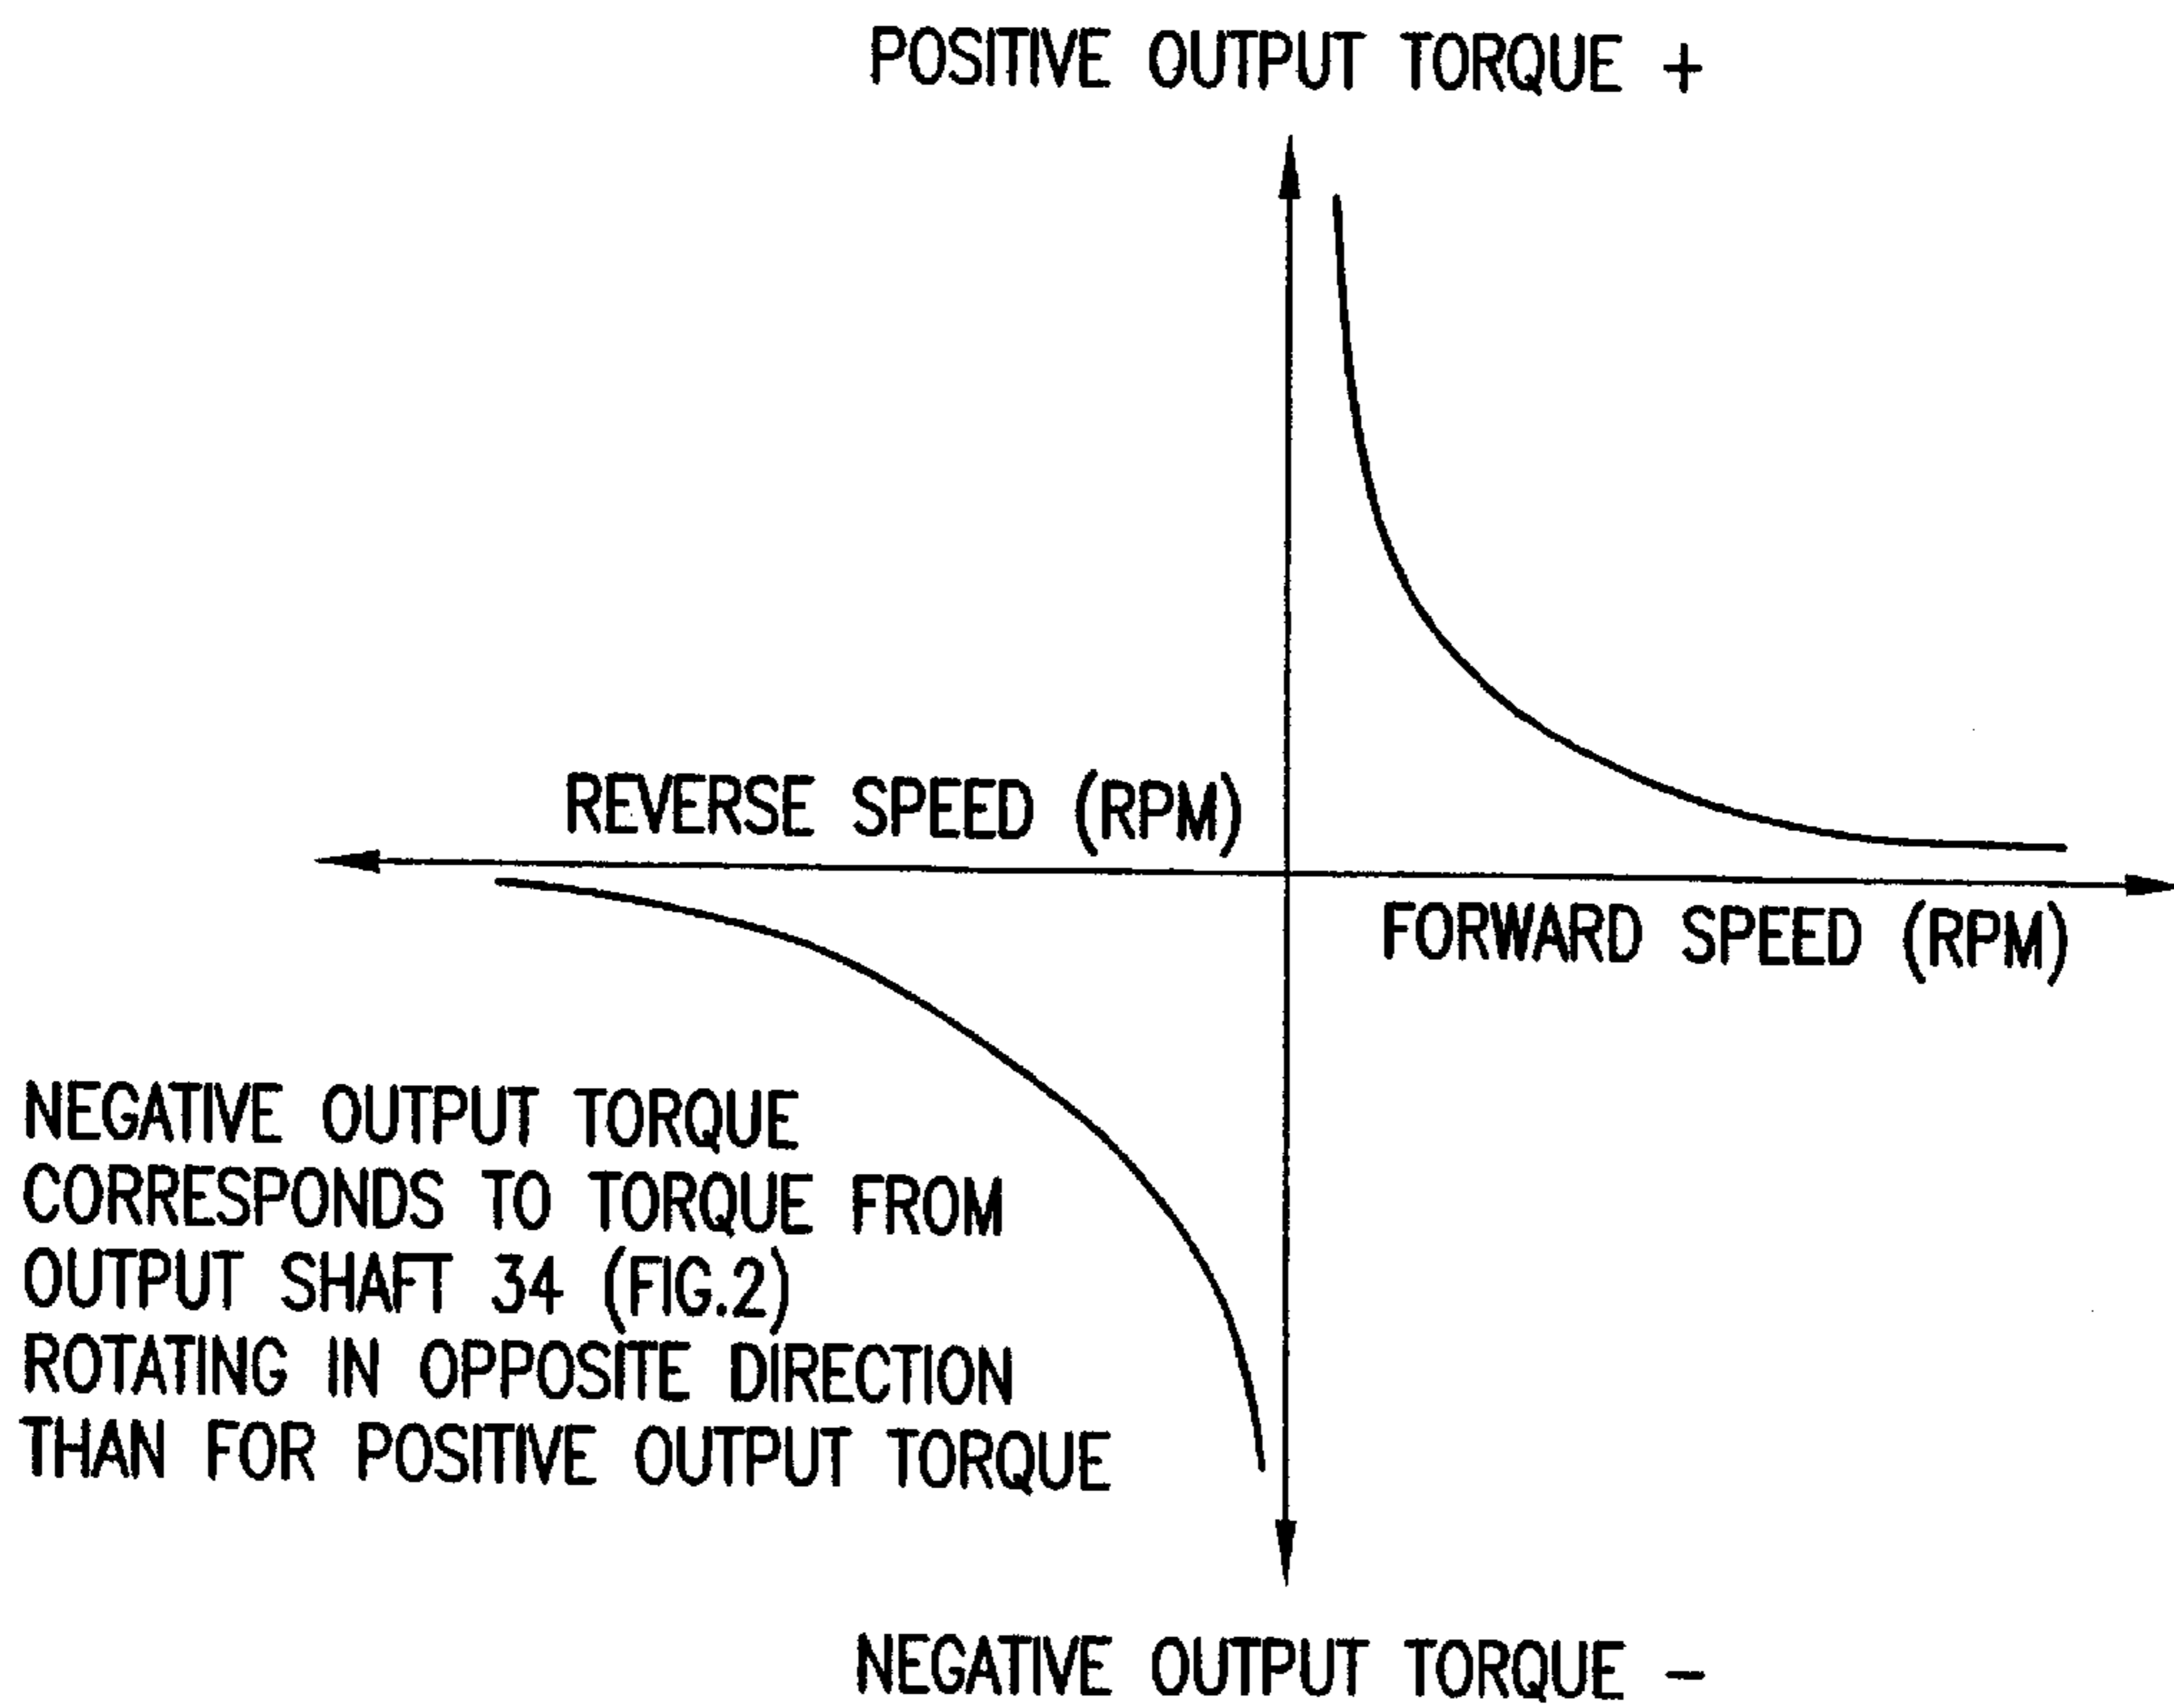 POSITIVE OUTPUT TORQUE +
REVERSE SPEED (RPM)
FORWARD SPEED (RPM)
NEGATIVE OUTPUT TORQUE
CORRESPONDS TO TORQUE FROM
OUTPUT SHAFT 34 (FIG.2)
ROTATING IN OPPOSITE DIRECTION
THAN FOR POSITIVE OUTPUT TORQUE
NEGATIVE OUTPUT TORQUE -